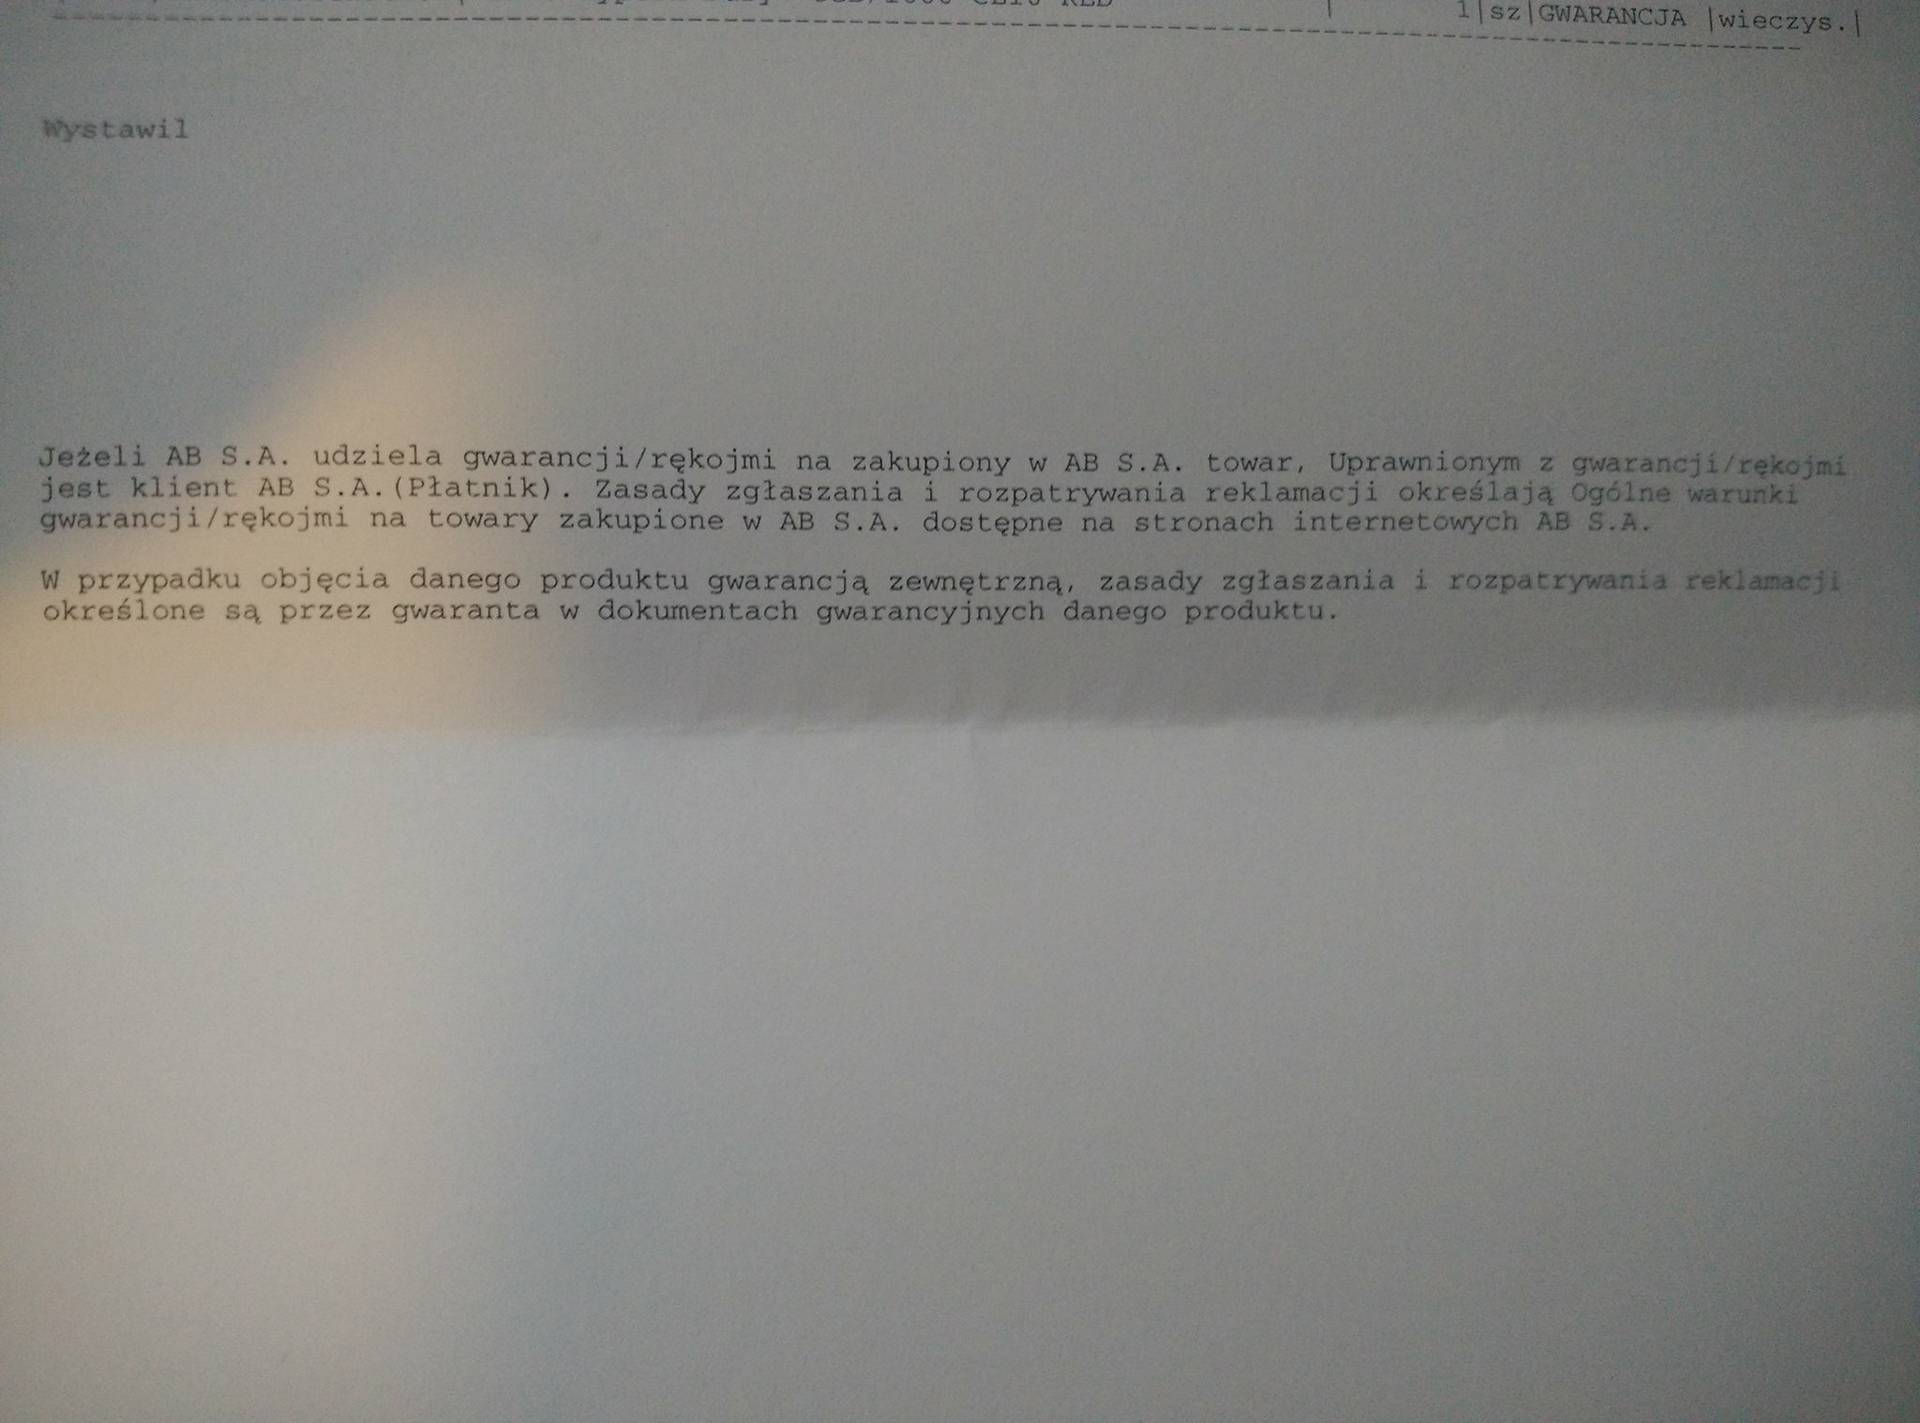 1|sz|GWARANCJA |wieczys.|
Wystawil
Jeżeli AB S.A. udziela gwarancji/rękojmi na zakupiony w AB S.A. towar, Uprawnionym z gwarancji/rękojmi
jest klient AB S.A.(Płatnik). Zasady zgłaszania i rozpatrywania reklamacji określają Ogólne warunki
gwarancji/rękojmi na towary zakupione w AB S.A. dostępne na stronach internetowych AB S.A.
W przypadku objęcia danego produktu gwarancją zewnętrzną, zasady zgłaszania i rozpatrywania reklamacji
określone są przez gwaranta w dokumentach gwarancyjnych danego produktu.